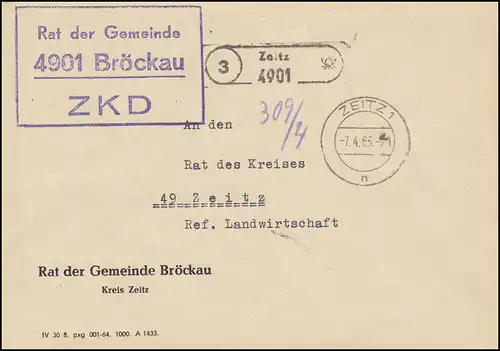 Rat der Gemeinde
4901 Bröckau
ZKD
3
Zeitz
4901
309/4
ZEITZ 1
-7.4.65.-
n
An den
Rat des Kreises
49 Zeitz
Ref. Landwirtschaft
Rat der Gemeinde Bröckau
Kreis Zeitz
IV 30 8. pxg 001-64. 1000. A 1433.